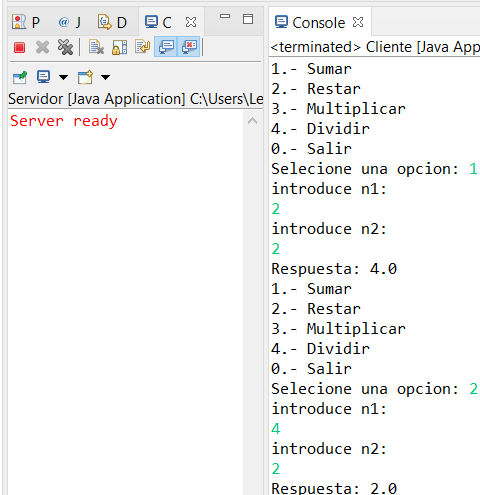 P @ J D C
Servidor [Java Application] C:\Users\Le
Server ready
Console
<terminated> Cliente [Java App
1.- Sumar
2.- Restar
3.- Multiplicar
4.- Dividir
0.- Salir
Selecione una opcion: 1
introduce n1:
2
introduce n2:
2
Respuesta: 4.0
1.- Sumar
2.- Restar
3.- Multiplicar
4.- Dividir
0.- Salir
Selecione una opcion: 2
introduce n1:
4
introduce n2:
2
Respuesta: 2.0